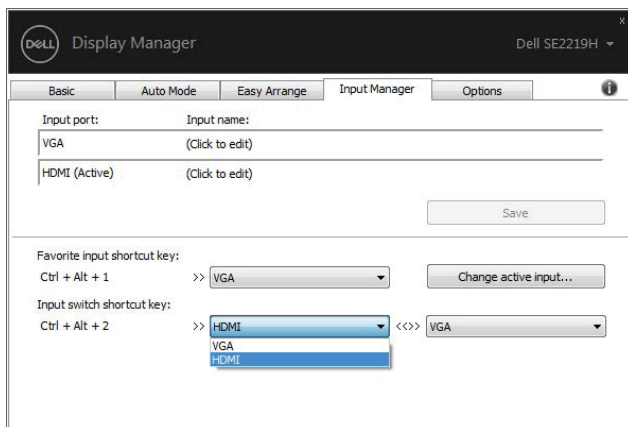 x
DELL Display Manager Dell SE2219H
Basic Auto Mode Easy Arrange Input Manager Options i
Input port: Input name:
VGA (Click to edit)
HDMI (Active) (Click to edit)
Save
Favorite input shortcut key:
Ctrl + Alt + 1 >> VGA Change active input...
Input switch shortcut key:
Ctrl + Alt + 2 >> HDMI <<>> VGA
VGA
HDMI